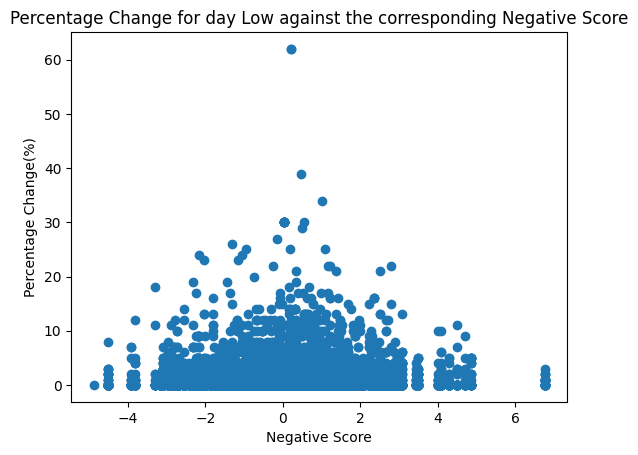 Percentage Change for day Low against the corresponding Negative Score
60
50
40
30
20
10
0
Percentage Change(%)
−4 −2 0 2 4 6
Negative Score